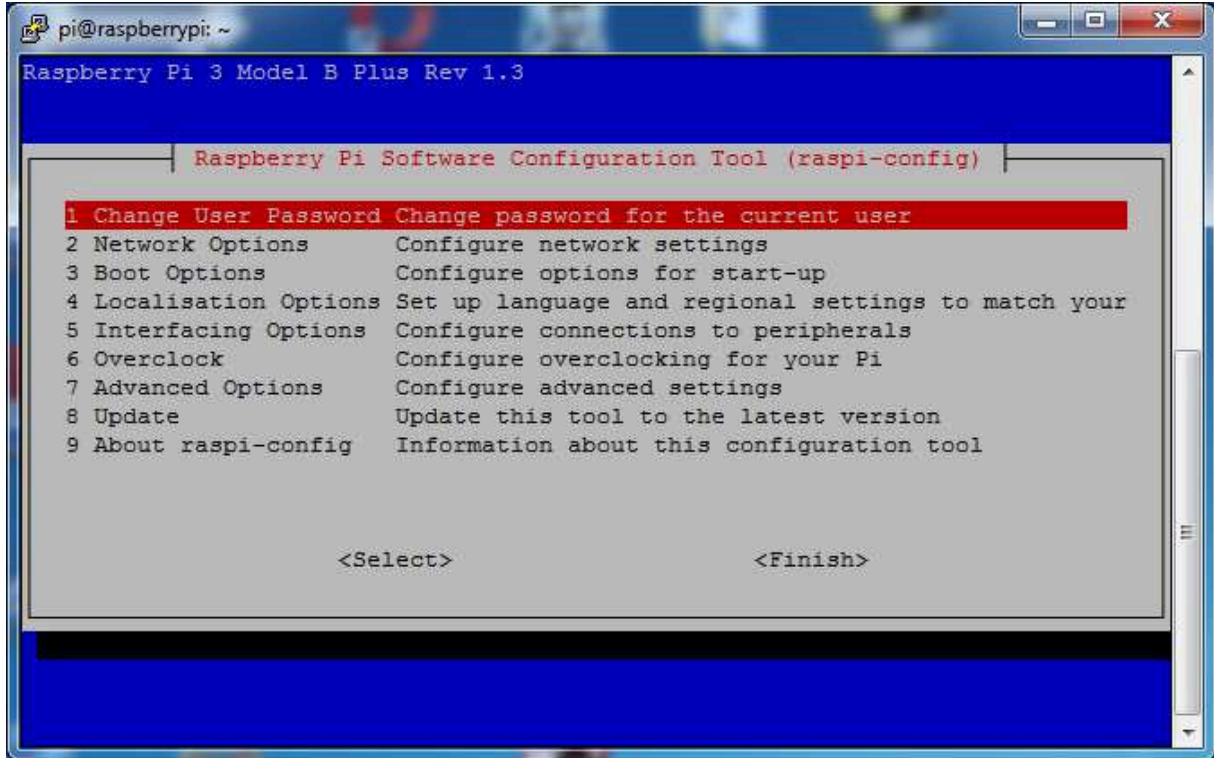 pi@raspberrypi: ~
Raspberry Pi 3 Model B Plus Rev 1.3
Raspberry Pi Software Configuration Tool (raspi-config)
1 Change User Password Change password for the current user
2 Network Options Configure network settings
3 Boot Options Configure options for start-up
4 Localisation Options Set up language and regional settings to match your
5 Interfacing Options Configure connections to peripherals
6 Overclock Configure overclocking for your Pi
7 Advanced Options Configure advanced settings
8 Update Update this tool to the latest version
9 About raspi-config Information about this configuration tool
<Select> <Finish>